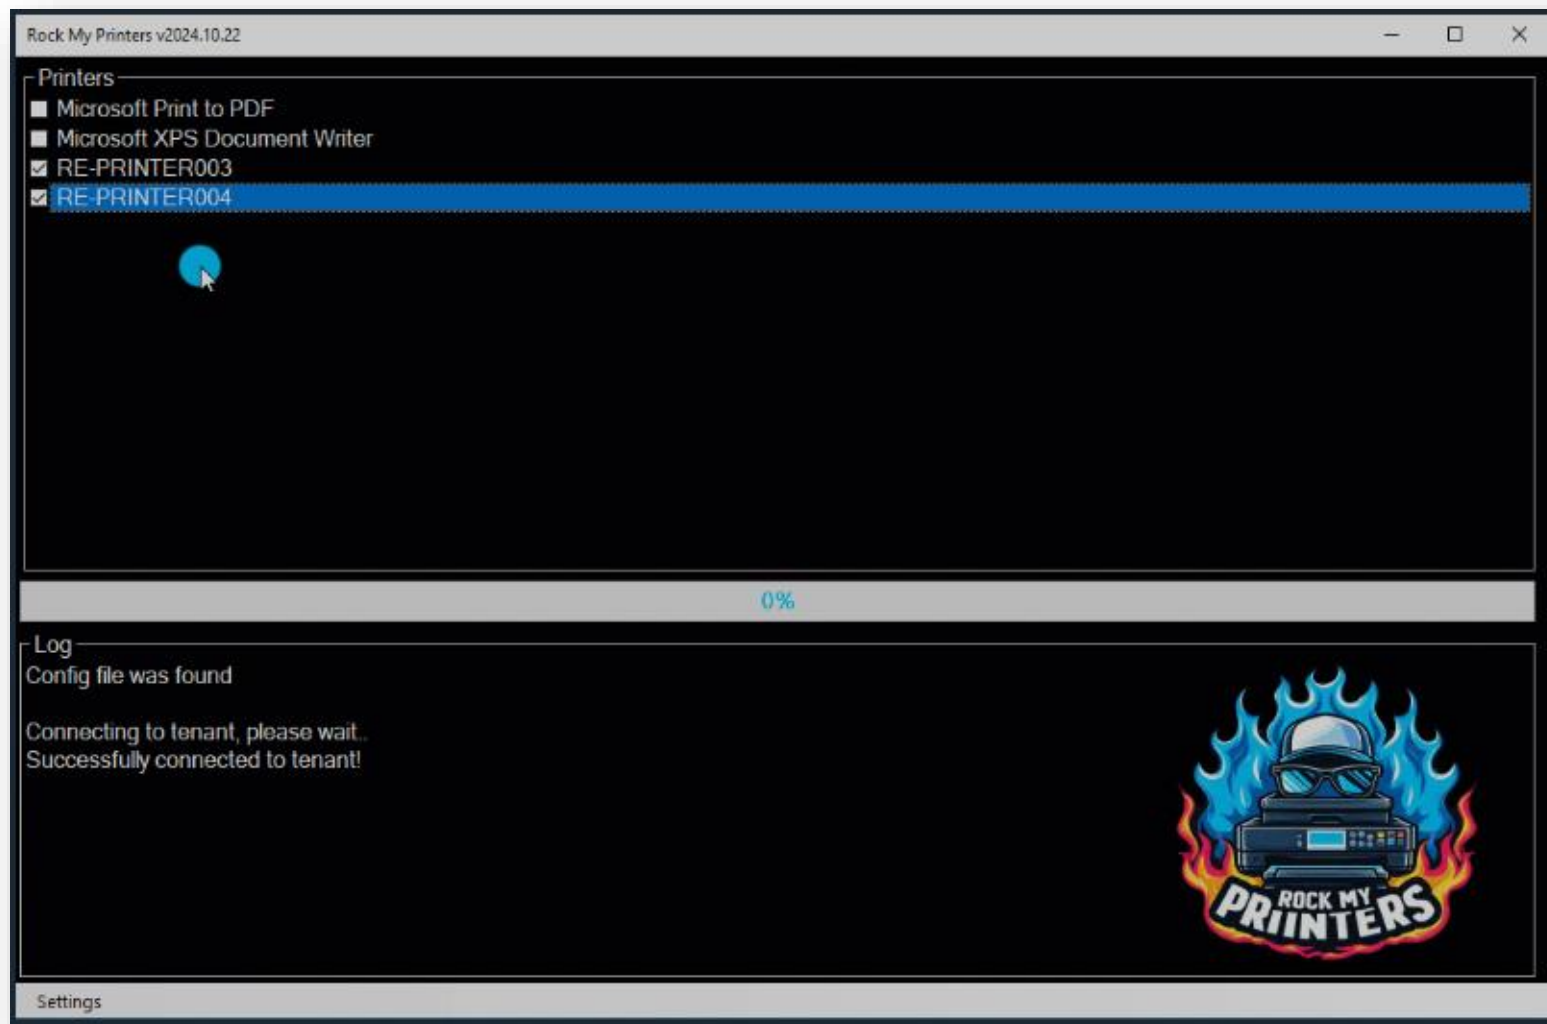 Rock My Printers v2024.10.22
Printers
Microsoft Print to PDF
Microsoft XPS Document Writer
RE-PRINTER003
RE-PRINTER004
0%
Log
Config file was found
Connecting to tenant, please wait..
Successfully connected to tenant!
ROCK MY
PRIINTERS
Settings